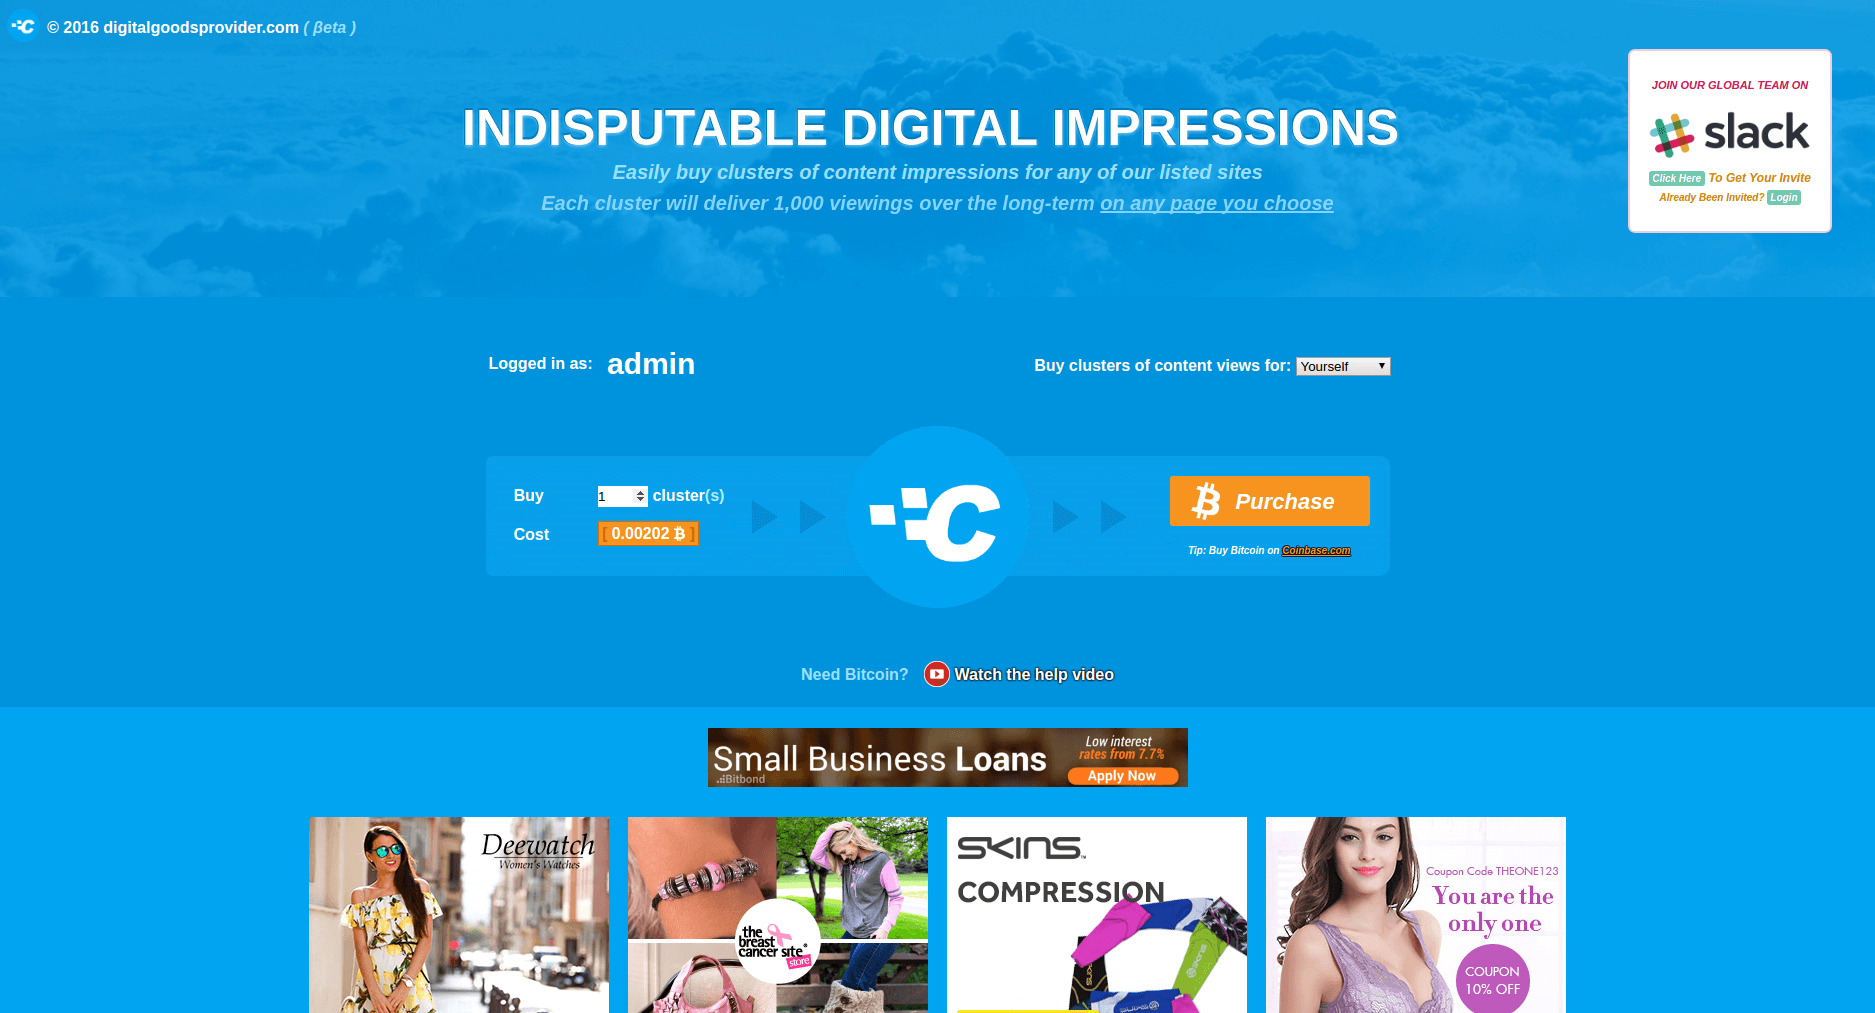 © 2016 digitalgoodsprovider.com ( βeta )
JOIN OUR GLOBAL TEAM ON
slack
Click Here To Get Your Invite
Already Been Invited? Login
INDISPUTABLE DIGITAL IMPRESSIONS
Easily buy clusters of content impressions for any of our listed sites
Each cluster will deliver 1,000 viewings over the long-term on any page you choose
Logged in as: admin
Buy clusters of content views for: Yourself
Buy 1 cluster(s)
Cost [ 0.00202 ₿ ]
C
Purchase
Tip: Buy Bitcoin on Coinbase.com
Need Bitcoin? Watch the help video
Small Business Loans
Bitbond
Low interest
rates from 7.7%
Apply Now
Deewatch
Women's Watches
the
breast
cancer site®
store
SKINS™
COMPRESSION
Coupon Code THEONE123
You are the
only one
COUPON
10% OFF